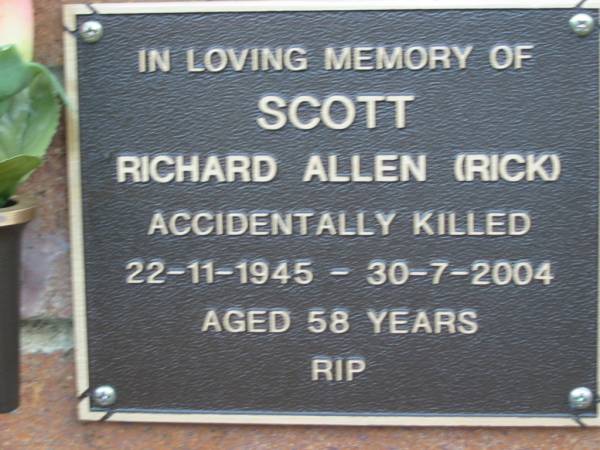 IN LOVING MEMORY OF
SCOTT
RICHARD ALLEN (RICK)
ACCIDENTALLY KILLED
22-11-1945 - 30-7-2004
AGED 58 YEARS
RIP